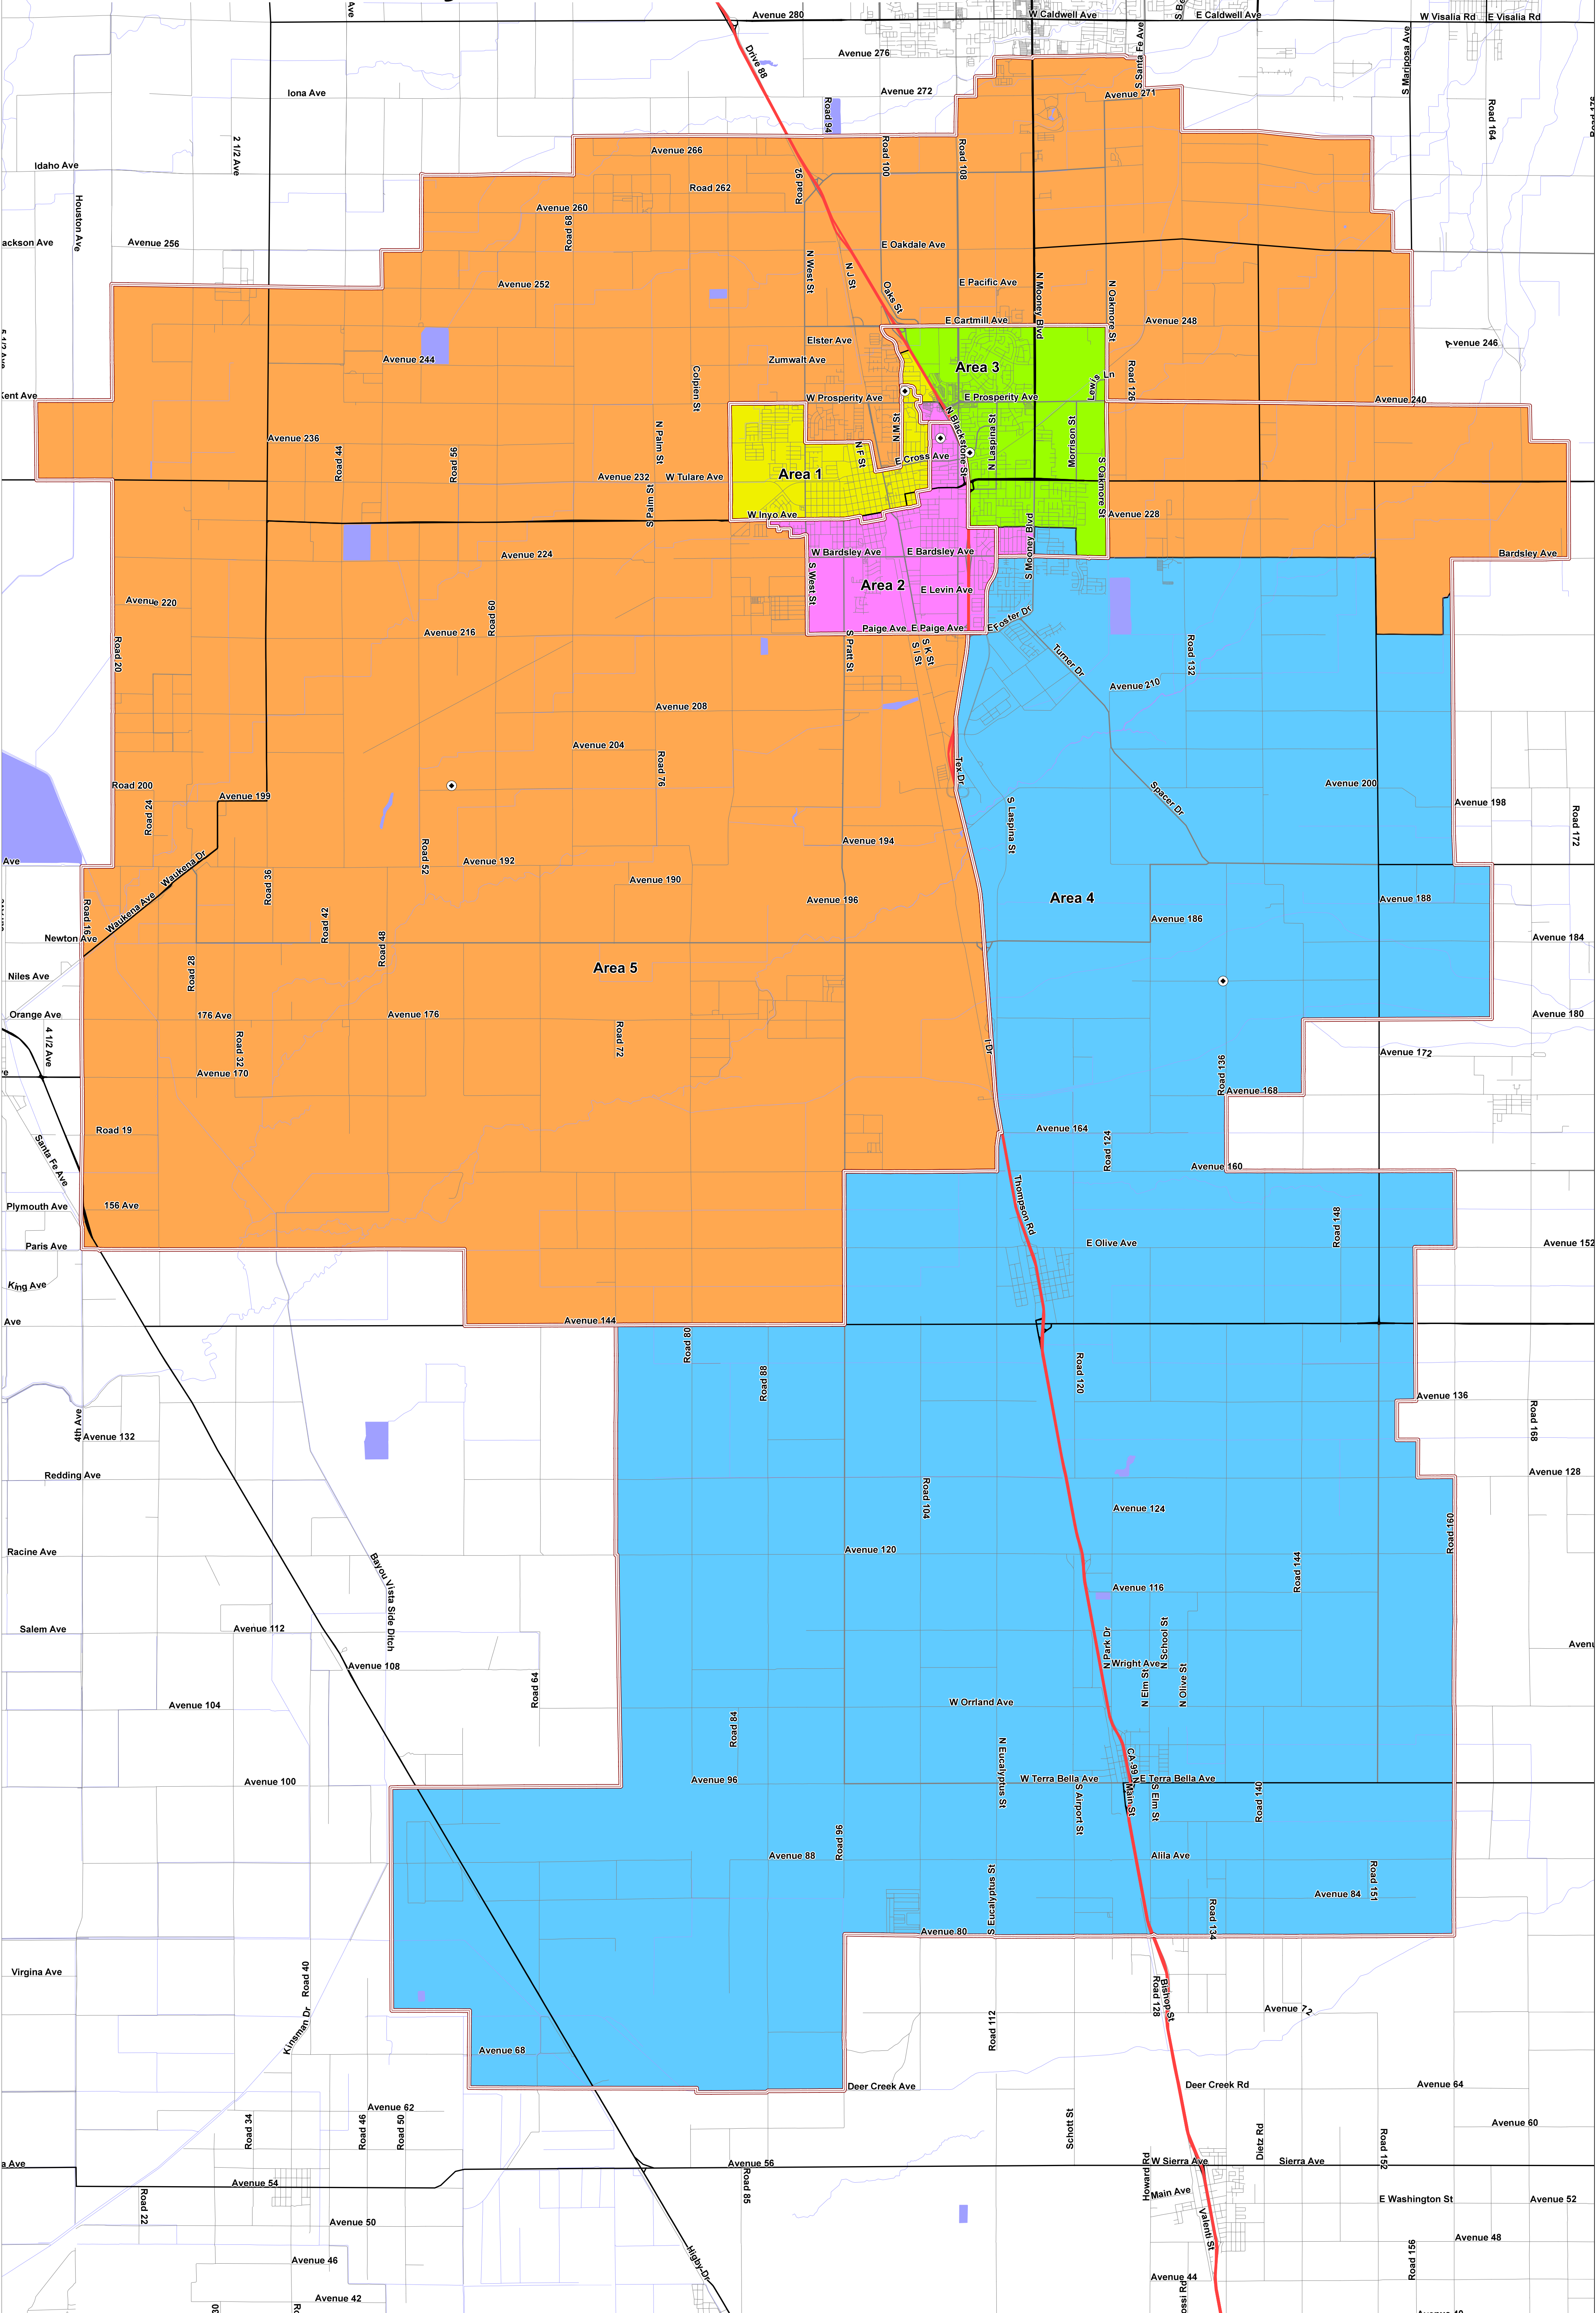 Avenue 280
W Caldwell Ave
E Caldwell Ave
W Visalia Rd
E Visalia Rd
Ave
S Santa Fe Ave
S Mariposa Ave
Avenue 276
Drive 88
Iona Ave
Avenue 272
Avenue 271
Road 94
Road 164
2 1/2 Ave
Idaho Ave
Avenue 266
Road 100
Road 108
Road 262
Road 92
Houston Ave
Avenue 260
Road 68
ackson Ave
Avenue 256
E Oakdale Ave
N West St
N J St
Avenue 252
Oaks St
E Pacific Ave
N Mooney Blvd
N Oakmore St
E Cartmill Ave
Avenue 248
Elster Ave
Avenue 246
Avenue 244
Zumwalt Ave
Colpien St
Area 3
Lewis Ln
Road 126
Kent Ave
W Prosperity Ave
E Prosperity Ave
Avenue 240
N M St
N Blackstone St
N Laspina St
Morrison St
Avenue 236
Road 44
Road 56
N Palm St
N F St
E Cross Ave
Area 1
Avenue 232
W Tulare Ave
S Oakmore St
S Palm St
W Inyo Ave
Avenue 228
S Mooney Blvd
Avenue 224
W Bardsley Ave
E Bardsley Ave
Bardsley Ave
S West St
Area 2
E Levin Ave
Avenue 220
Road 60
Avenue 216
Paige Ave
E Paige Ave
E Foster Dr
Road 20
S Pratt St
S I St
S K St
Turner Dr
Road 132
Avenue 210
Avenue 208
Avenue 204
Road 76
Tex Dr
Road 200
Avenue 199
Road 24
Spacer Dr
Avenue 200
Avenue 198
Road 172
S Laspina St
Avenue 194
Road 52
Ave
Avenue 192
Waukena Dr
Road 36
Avenue 190
Waukena Ave
Avenue 196
Area 4
Avenue 188
Road 16
Road 42
Avenue 186
Newton Ave
Road 48
Avenue 184
Area 5
Niles Ave
Road 28
Orange Ave
176 Ave
Avenue 176
Avenue 180
4 1/2 Ave
Road 32
Road 72
I Dr
Avenue 172
Avenue 170
Road 136
Avenue 168
Road 19
Avenue 164
Santa Fe Ave
Road 124
Avenue 160
Plymouth Ave
156 Ave
Thompson Rd
Road 148
Paris Ave
E Olive Ave
Avenue 152
King Ave
Ave
Avenue 144
Road 80
Road 88
Road 120
Avenue 136
4th Ave
Avenue 132
Road 168
Redding Ave
Avenue 128
Road 104
Avenue 124
Road 160
Racine Ave
Avenue 120
Bayou Vista Side Ditch
Road 144
Avenue 116
Salem Ave
Avenue 112
N Park Dr
N School St
Avenu
Avenue 108
Wright Ave
Road 64
N Elm St
N Olive St
Avenue 104
W Orrland Ave
Road 84
N Eucalyptus St
CA-99 N
Avenue 100
Avenue 96
W Terra Bella Ave
E Terra Bella Ave
S Airport St
Main St
S Elm St
Road 140
Road 96
Avenue 88
Alila Ave
Road 151
S Eucalyptus St
Avenue 84
Road 134
Avenue 80
Virgina Ave
Road 40
Road 128
Bishop St
Avenue 72
Kinsman Dr
Road 112
Avenue 68
Deer Creek Ave
Deer Creek Rd
Avenue 64
Avenue 62
Schott St
Avenue 60
Road 34
Road 46
Road 50
Dietz Rd
Road 152
a Ave
Avenue 56
W Sierra Ave
Sierra Ave
Avenue 54
Road 85
Howard Rd
Road 22
Main Ave
E Washington St
Avenue 52
Avenue 50
Valenti St
Avenue 48
Avenue 46
Higby Dr
Road 156
Avenue 44
Avenue 42